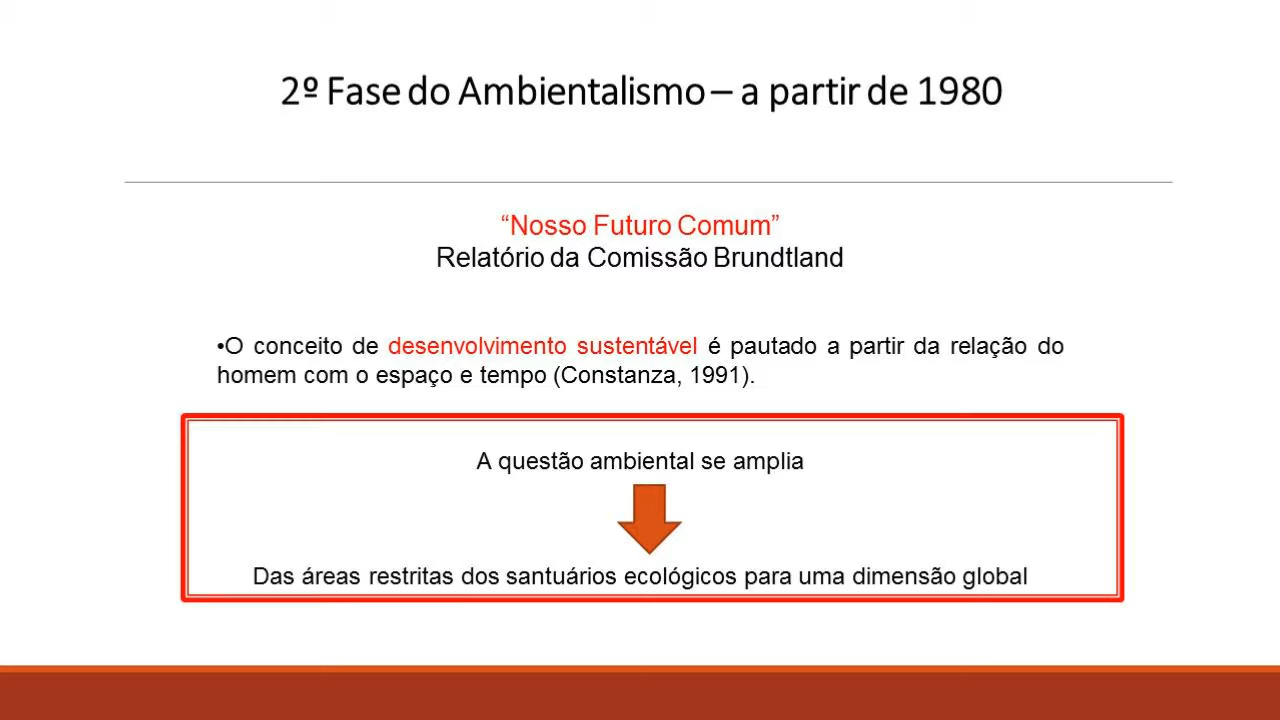 2º Fase do Ambientalismo – a partir de 1980
“Nosso Futuro Comum”
Relatório da Comissão Brundtland
•O conceito de desenvolvimento sustentável é pautado a partir da relação do
homem com o espaço e tempo (Constanza, 1991).
A questão ambiental se amplia
Das áreas restritas dos santuários ecológicos para uma dimensão global